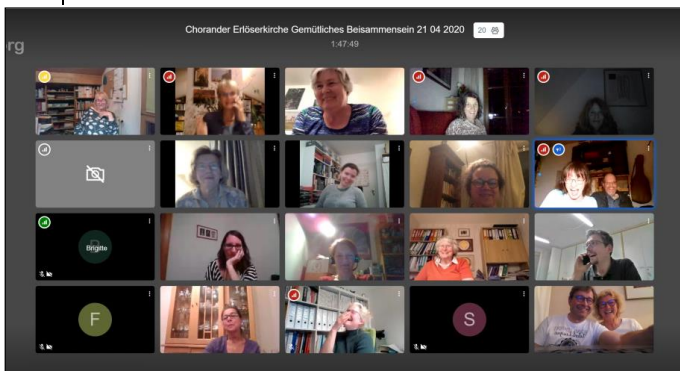 Chorander Erlöserkirche Gemütliches Beisammensein 21 04 2020 20
rg
1:47:49
Brigitte
F
S